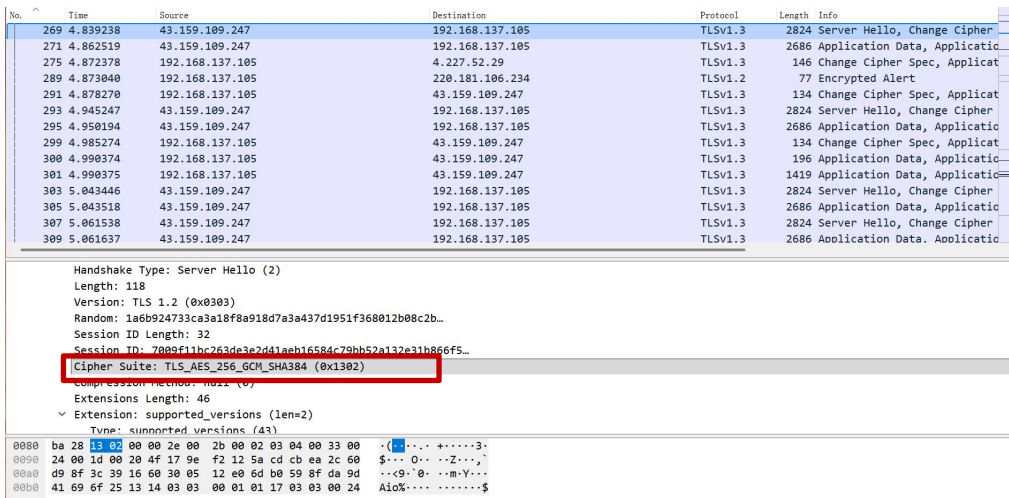 No. Time Source Destination Protocol Length Info
269 4.839238 43.159.109.247 192.168.137.105 TLSv1.3 2824 Server Hello, Change Cipher
271 4.862519 43.159.109.247 192.168.137.105 TLSv1.3 2686 Application Data, Applicatio
275 4.872378 192.168.137.105 4.227.52.29 TLSv1.3 146 Change Cipher Spec, Applicat
289 4.873040 192.168.137.105 220.181.106.234 TLSv1.2 77 Encrypted Alert
291 4.878270 192.168.137.105 43.159.109.247 TLSv1.3 134 Change Cipher Spec, Applicat
293 4.945247 43.159.109.247 192.168.137.105 TLSv1.3 2824 Server Hello, Change Cipher
295 4.950194 43.159.109.247 192.168.137.105 TLSv1.3 2686 Application Data, Applicatio
299 4.985274 192.168.137.105 43.159.109.247 TLSv1.3 134 Change Cipher Spec, Applicat
300 4.990374 192.168.137.105 43.159.109.247 TLSv1.3 196 Application Data, Applicatio
301 4.990375 192.168.137.105 43.159.109.247 TLSv1.3 1419 Application Data, Applicatio
303 5.043446 43.159.109.247 192.168.137.105 TLSv1.3 2824 Server Hello, Change Cipher
305 5.043518 43.159.109.247 192.168.137.105 TLSv1.3 2686 Application Data, Applicatio
307 5.061538 43.159.109.247 192.168.137.105 TLSv1.3 2824 Server Hello, Change Cipher
309 5.061637 43.159.109.247 192.168.137.105 TLSv1.3 2686 Application Data, Applicatio
Handshake Type: Server Hello (2)
Length: 118
Version: TLS 1.2 (0x0303)
Random: 1a6b924733ca3a18f8a918d7a3a437d1951f368012b08c2b…
Session ID Length: 32
Session ID: 7009f11bc263de3e2d41aeb16584c79bb52a132e31b866f5…
Cipher Suite: TLS_AES_256_GCM_SHA384 (0x1302)
Compression Method: null (0)
Extensions Length: 46
Extension: supported_versions (len=2)
Type: supported_versions (43)
0080 ba 28 13 02 00 00 2e 00 2b 00 02 03 04 00 33 00 ·(····.· +·····3·
0090 24 00 1d 00 20 4f 17 9e f2 12 5a cd cb ea 2c 60 $··· O·· ··Z···,`
00a0 d9 8f 3c 39 16 60 30 05 12 e0 6d b0 59 8f da 9d ··<9·`0· ··m·Y···
00b0 41 69 6f 25 13 14 03 03 00 01 01 17 03 03 00 24 Aio%···· ·······$